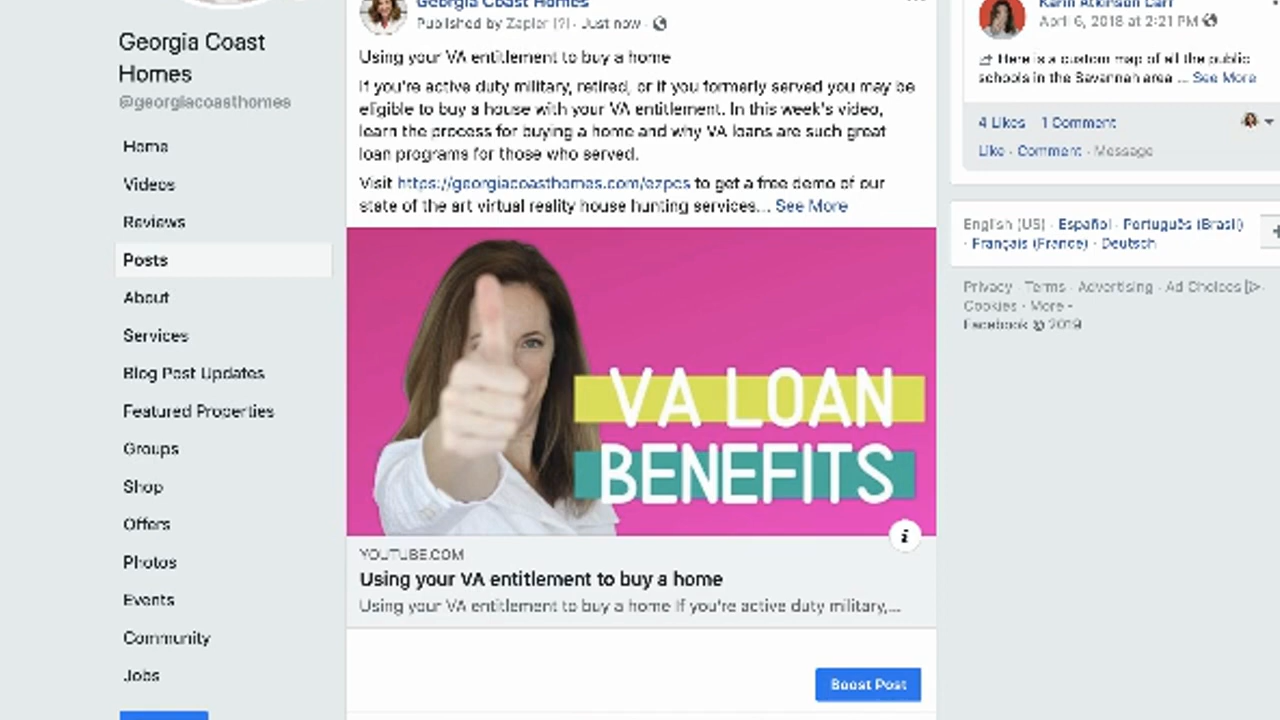 Georgia Coast
Homes
@georgiacoasthomes
Home
Videos
Reviews
Posts
About
Services
Blog Post Updates
Featured Properties
Groups
Shop
Offers
Photos
Events
Community
Jobs
Georgia Coast Homes
Published by Zapier [?] · Just now ·
Using your VA entitlement to buy a home
If you're active duty military, retired, or if you formerly served you may be
eligible to buy a house with your VA entitlement. In this week's video,
learn the process for buying a home and why VA loans are such great
loan programs for those who served.
Visit https://georgiacoasthomes.com/ezpcs to get a free demo of our
state of the art virtual reality house hunting services... See More
VA LOAN
BENEFITS
i
YOUTUBE.COM
Using your VA entitlement to buy a home
Using your VA entitlement to buy a home If you're active duty military,...
Boost Post
Karin Atkinson Carr
April 6, 2018 at 2:21 PM
Here is a custom map of all the public
schools in the Savannah area ... See More
4 Likes 1 Comment
Like · Comment · Message
English (US) · Español · Português (Brasil)
· Français (France) · Deutsch
Privacy · Terms · Advertising · Ad Choices ·
Cookies · More
Facebook © 2019